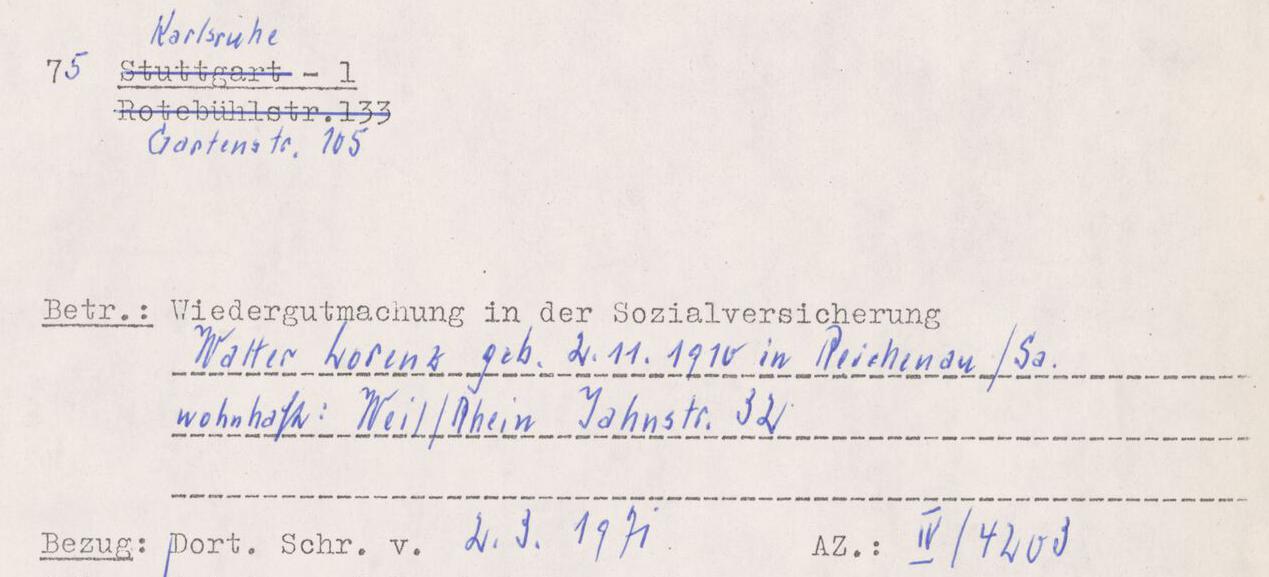 Karlsruhe
75 Stuttgart - 1
Rotebühlstr.133
Gartenstr. 105
Betr.: Wiedergutmachung in der Sozialversicherung
Walter Lorenz geb. 2.11.1910 in Reichenau/Sa.
wohnhaft: Weil/Rhein Jahnstr. 32
Bezug: Dort. Schr. v. 2.3.1971 AZ.: IV/4203